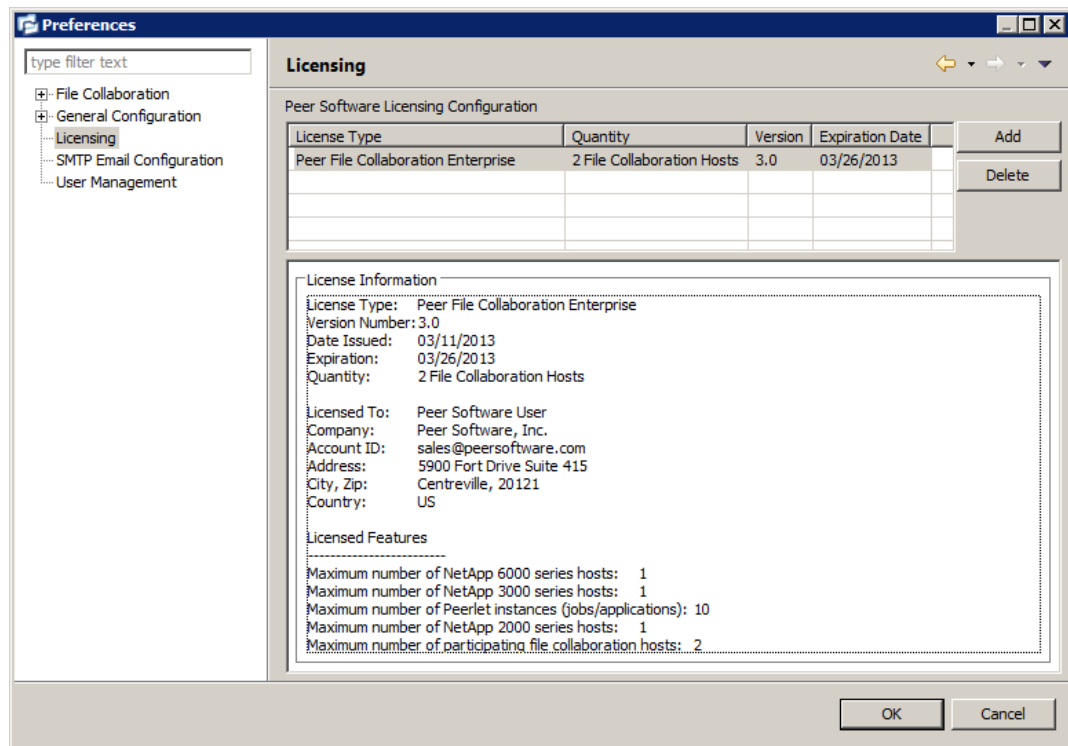 Preferences
type filter text
File Collaboration
General Configuration
Licensing
SMTP Email Configuration
User Management
Licensing
Peer Software Licensing Configuration
License Type Quantity Version Expiration Date
Peer File Collaboration Enterprise 2 File Collaboration Hosts 3.0 03/26/2013
Add
Delete
License Information
License Type: Peer File Collaboration Enterprise
Version Number: 3.0
Date Issued: 03/11/2013
Expiration: 03/26/2013
Quantity: 2 File Collaboration Hosts
Licensed To: Peer Software User
Company: Peer Software, Inc.
Account ID: sales@peersoftware.com
Address: 5900 Fort Drive Suite 415
City, Zip: Centreville, 20121
Country: US
Licensed Features
-------------------------
Maximum number of NetApp 6000 series hosts: 1
Maximum number of NetApp 3000 series hosts: 1
Maximum number of Peerlet instances (jobs/applications): 10
Maximum number of NetApp 2000 series hosts: 1
Maximum number of participating file collaboration hosts: 2
OK
Cancel